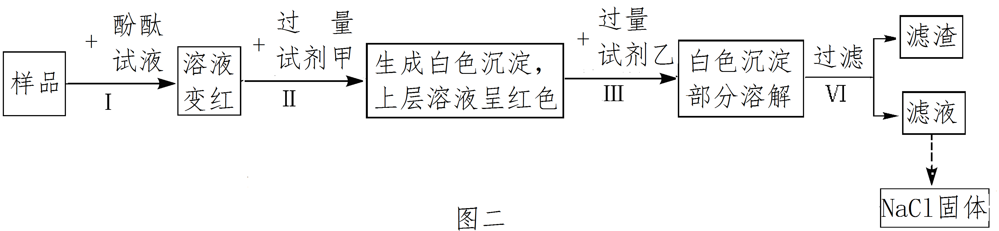 样品
+ 酚酞
试液
I
溶液
变红
+ 过量
试剂甲
II
生成白色沉淀，
上层溶液呈红色
+ 过量
试剂乙
III
白色沉淀
部分溶解
过滤
VI
滤渣
滤液
NaCl固体
图二